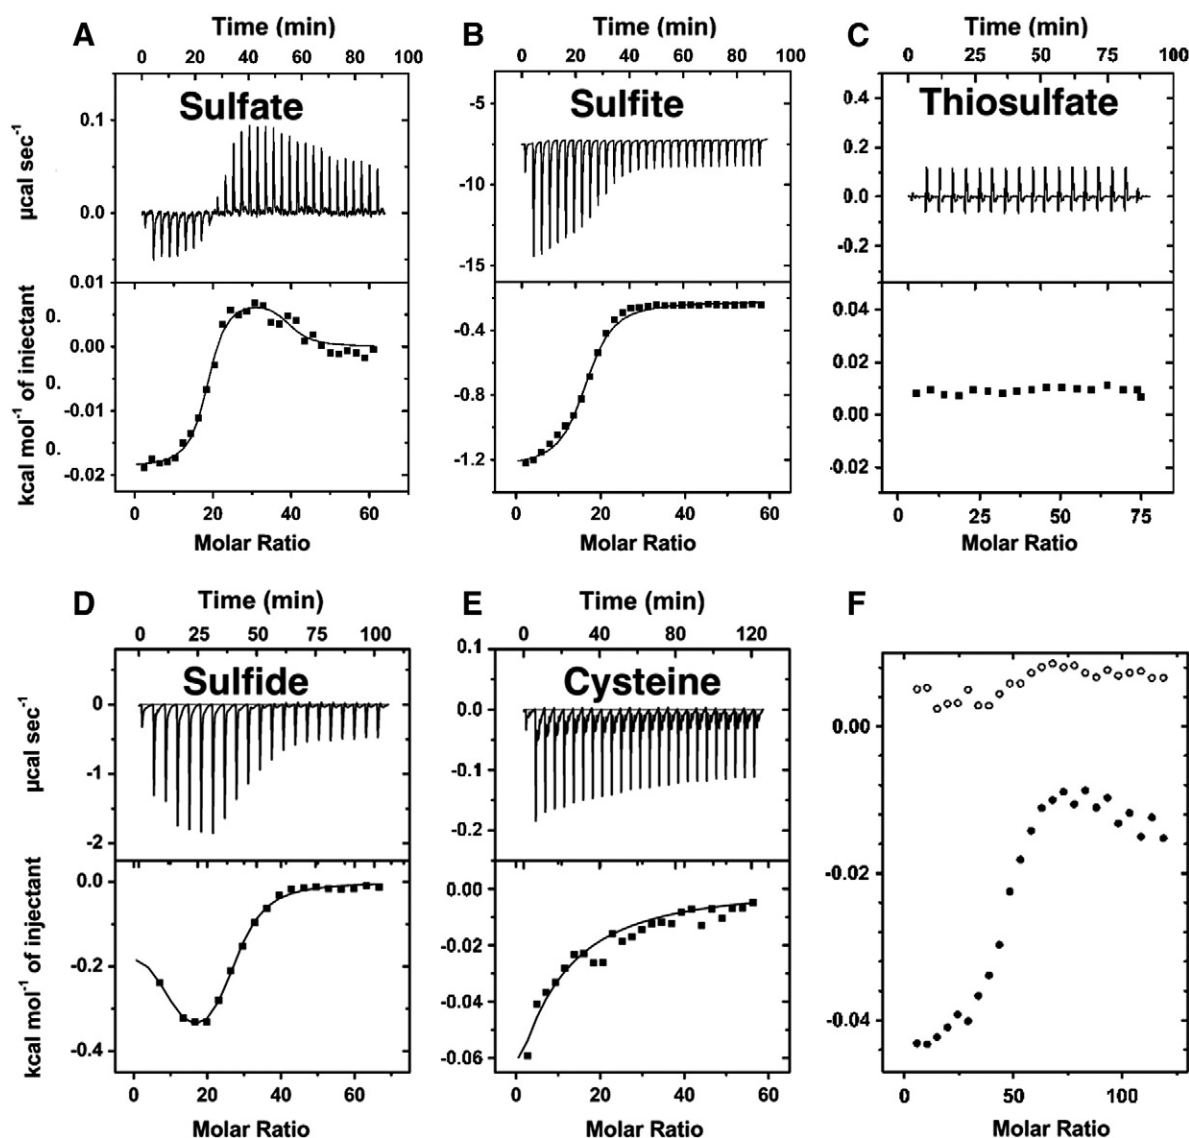 A Time (min) B Time (min) C Time (min)
0 20 40 60 80 100 0 20 40 60 80 100 0 25 50 75 100
Sulfate Sulfite Thiosulfate
µcal sec⁻¹
0.1
0.0
-5
-10
-15
0.4
0.2
0.0
-0.2
kcal mol⁻¹ of injectant
0.01
0.00
-0.01
-0.02
0.
0.
0.
-0.4
-0.8
-1.2
0.04
0.02
0.00
-0.02
0 20 40 60 0 20 40 60 0 25 50 75
Molar Ratio Molar Ratio Molar Ratio
D Time (min) E Time (min) F
0 25 50 75 100 0 40 80 120
Sulfide Cysteine
µcal sec⁻¹
0
-1
-2
0.1
0.0
-0.1
-0.2
kcal mol⁻¹ of injectant
0.0
-0.2
-0.4
0.00
-0.02
-0.04
-0.06
0.00
-0.02
-0.04
0 20 40 60 0 20 40 60 0 50 100
Molar Ratio Molar Ratio Molar Ratio